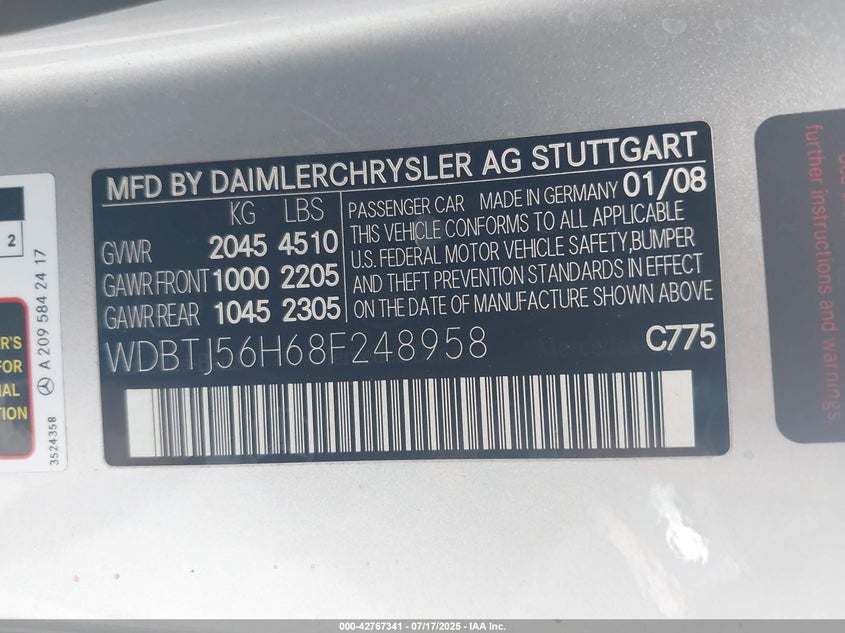 MFD BY DAIMLERCHRYSLER AG STUTTGART
KG LBS
GVWR 2045 4510
GAWR FRONT 1000 2205
GAWR REAR 1045 2305
PASSENGER CAR MADE IN GERMANY 01/08
THIS VEHICLE CONFORMS TO ALL APPLICABLE
U.S. FEDERAL MOTOR VEHICLE SAFETY, BUMPER
AND THEFT PREVENTION STANDARDS IN EFFECT
ON THE DATE OF MANUFACTURE SHOWN ABOVE
WDBTJ56H68F248958
C775
2
A 209 584 24 17
3524358
FOR
further instructions and warnings.
000-42767341 - 07/17/2025 - IAA Inc.